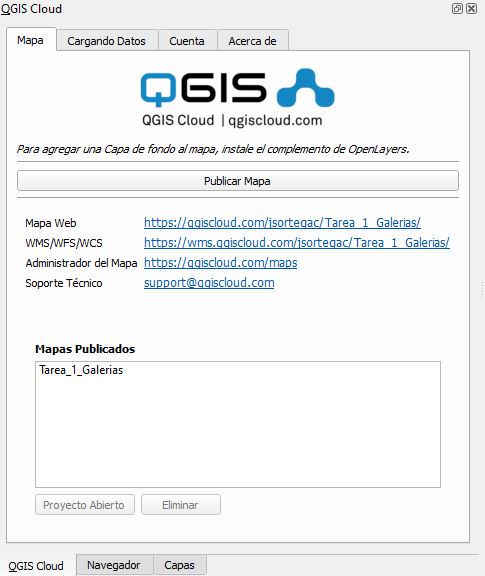 QGIS Cloud
Mapa Cargando Datos Cuenta Acerca de
QGIS
QGIS Cloud | qgiscloud.com
Para agregar una Capa de fondo al mapa, instale el complemento de OpenLayers.
Publicar Mapa
Mapa Web https://qgiscloud.com/jsortegac/Tarea_1_Galerias/
WMS/WFS/WCS https://wms.qgiscloud.com/jsortegac/Tarea_1_Galerias/
Administrador del Mapa https://qgiscloud.com/maps
Soporte Técnico support@qgiscloud.com
Mapas Publicados
Tarea_1_Galerias
Proyecto Abierto Eliminar
QGIS Cloud Navegador Capas